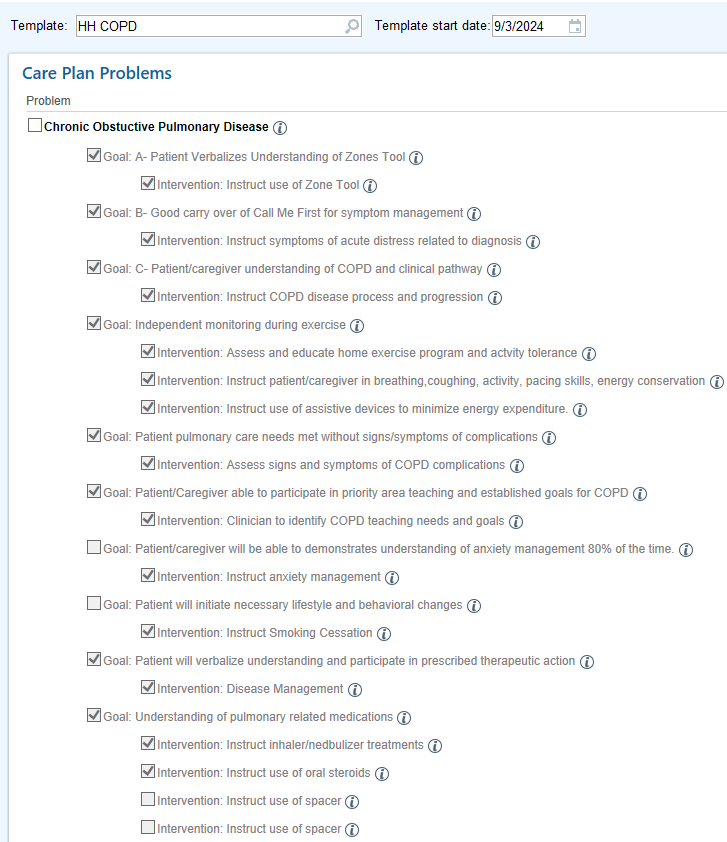 Template: HH COPD Template start date: 9/3/2024
Care Plan Problems
Problem
Chronic Obstuctive Pulmonary Disease
Goal: A- Patient Verbalizes Understanding of Zones Tool
Intervention: Instruct use of Zone Tool
Goal: B- Good carry over of Call Me First for symptom management
Intervention: Instruct symptoms of acute distress related to diagnosis
Goal: C- Patient/caregiver understanding of COPD and clinical pathway
Intervention: Instruct COPD disease process and progression
Goal: Independent monitoring during exercise
Intervention: Assess and educate home exercise program and actvity tolerance
Intervention: Instruct patient/caregiver in breathing,coughing, activity, pacing skills, energy conservation
Intervention: Instruct use of assistive devices to minimize energy expenditure.
Goal: Patient pulmonary care needs met without signs/symptoms of complications
Intervention: Assess signs and symptoms of COPD complications
Goal: Patient/Caregiver able to participate in priority area teaching and established goals for COPD
Intervention: Clinician to identify COPD teaching needs and goals
Goal: Patient/caregiver will be able to demonstrates understanding of anxiety management 80% of the time.
Intervention: Instruct anxiety management
Goal: Patient will initiate necessary lifestyle and behavioral changes
Intervention: Instruct Smoking Cessation
Goal: Patient will verbalize understanding and participate in prescribed therapeutic action
Intervention: Disease Management
Goal: Understanding of pulmonary related medications
Intervention: Instruct inhaler/nedbulizer treatments
Intervention: Instruct use of oral steroids
Intervention: Instruct use of spacer
Intervention: Instruct use of spacer